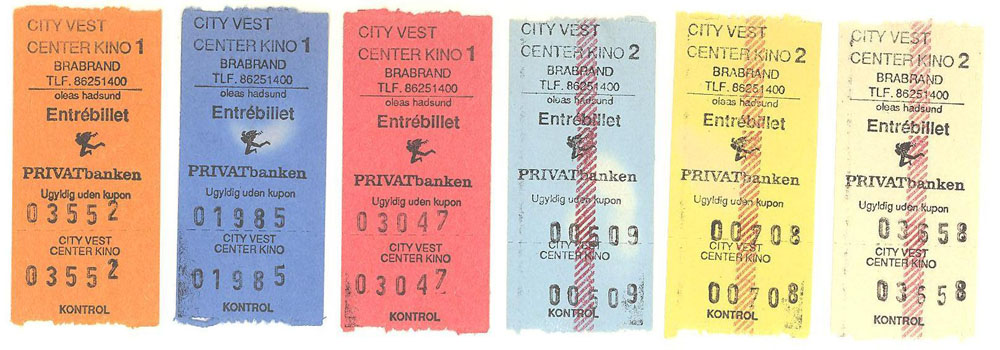 CITY VEST
CENTER KINO 1
BRABRAND
TLF. 86251400
oleas hadsund
Entrébillet
PRIVATbanken
Ugyldig uden kupon
03552
CITY VEST
CENTER KINO
03552
KONTROL
CITY VEST
CENTER KINO 1
BRABRAND
TLF. 86251400
oleas hadsund
Entrébillet
PRIVATbanken
Ugyldig uden kupon
01985
CITY VEST
CENTER KINO
01985
KONTROL
CITY VEST
CENTER KINO 1
BRABRAND
TLF. 86251400
oleas hadsund
Entrébillet
PRIVATbanken
Ugyldig uden kupon
03047
CITY VEST
CENTER KINO
03047
KONTROL
CITY VEST
CENTER KINO 2
BRABRAND
TLF. 86251400
oleas hadsund
Entrébillet
PRIVATbanken
Ugyldig uden kupon
00509
CITY VEST
CENTER KINO
00509
KONTROL
CITY VEST
CENTER KINO 2
BRABRAND
TLF. 86251400
oleas hadsund
Entrébillet
PRIVATbanken
Ugyldig uden kupon
00708
CITY VEST
CENTER KINO
00708
KONTROL
CITY VEST
CENTER KINO 2
BRABRAND
TLF. 86251400
oleas hadsund
Entrébillet
PRIVATbanken
Ugyldig uden kupon
03658
CITY VEST
CENTER KINO
03658
KONTROL